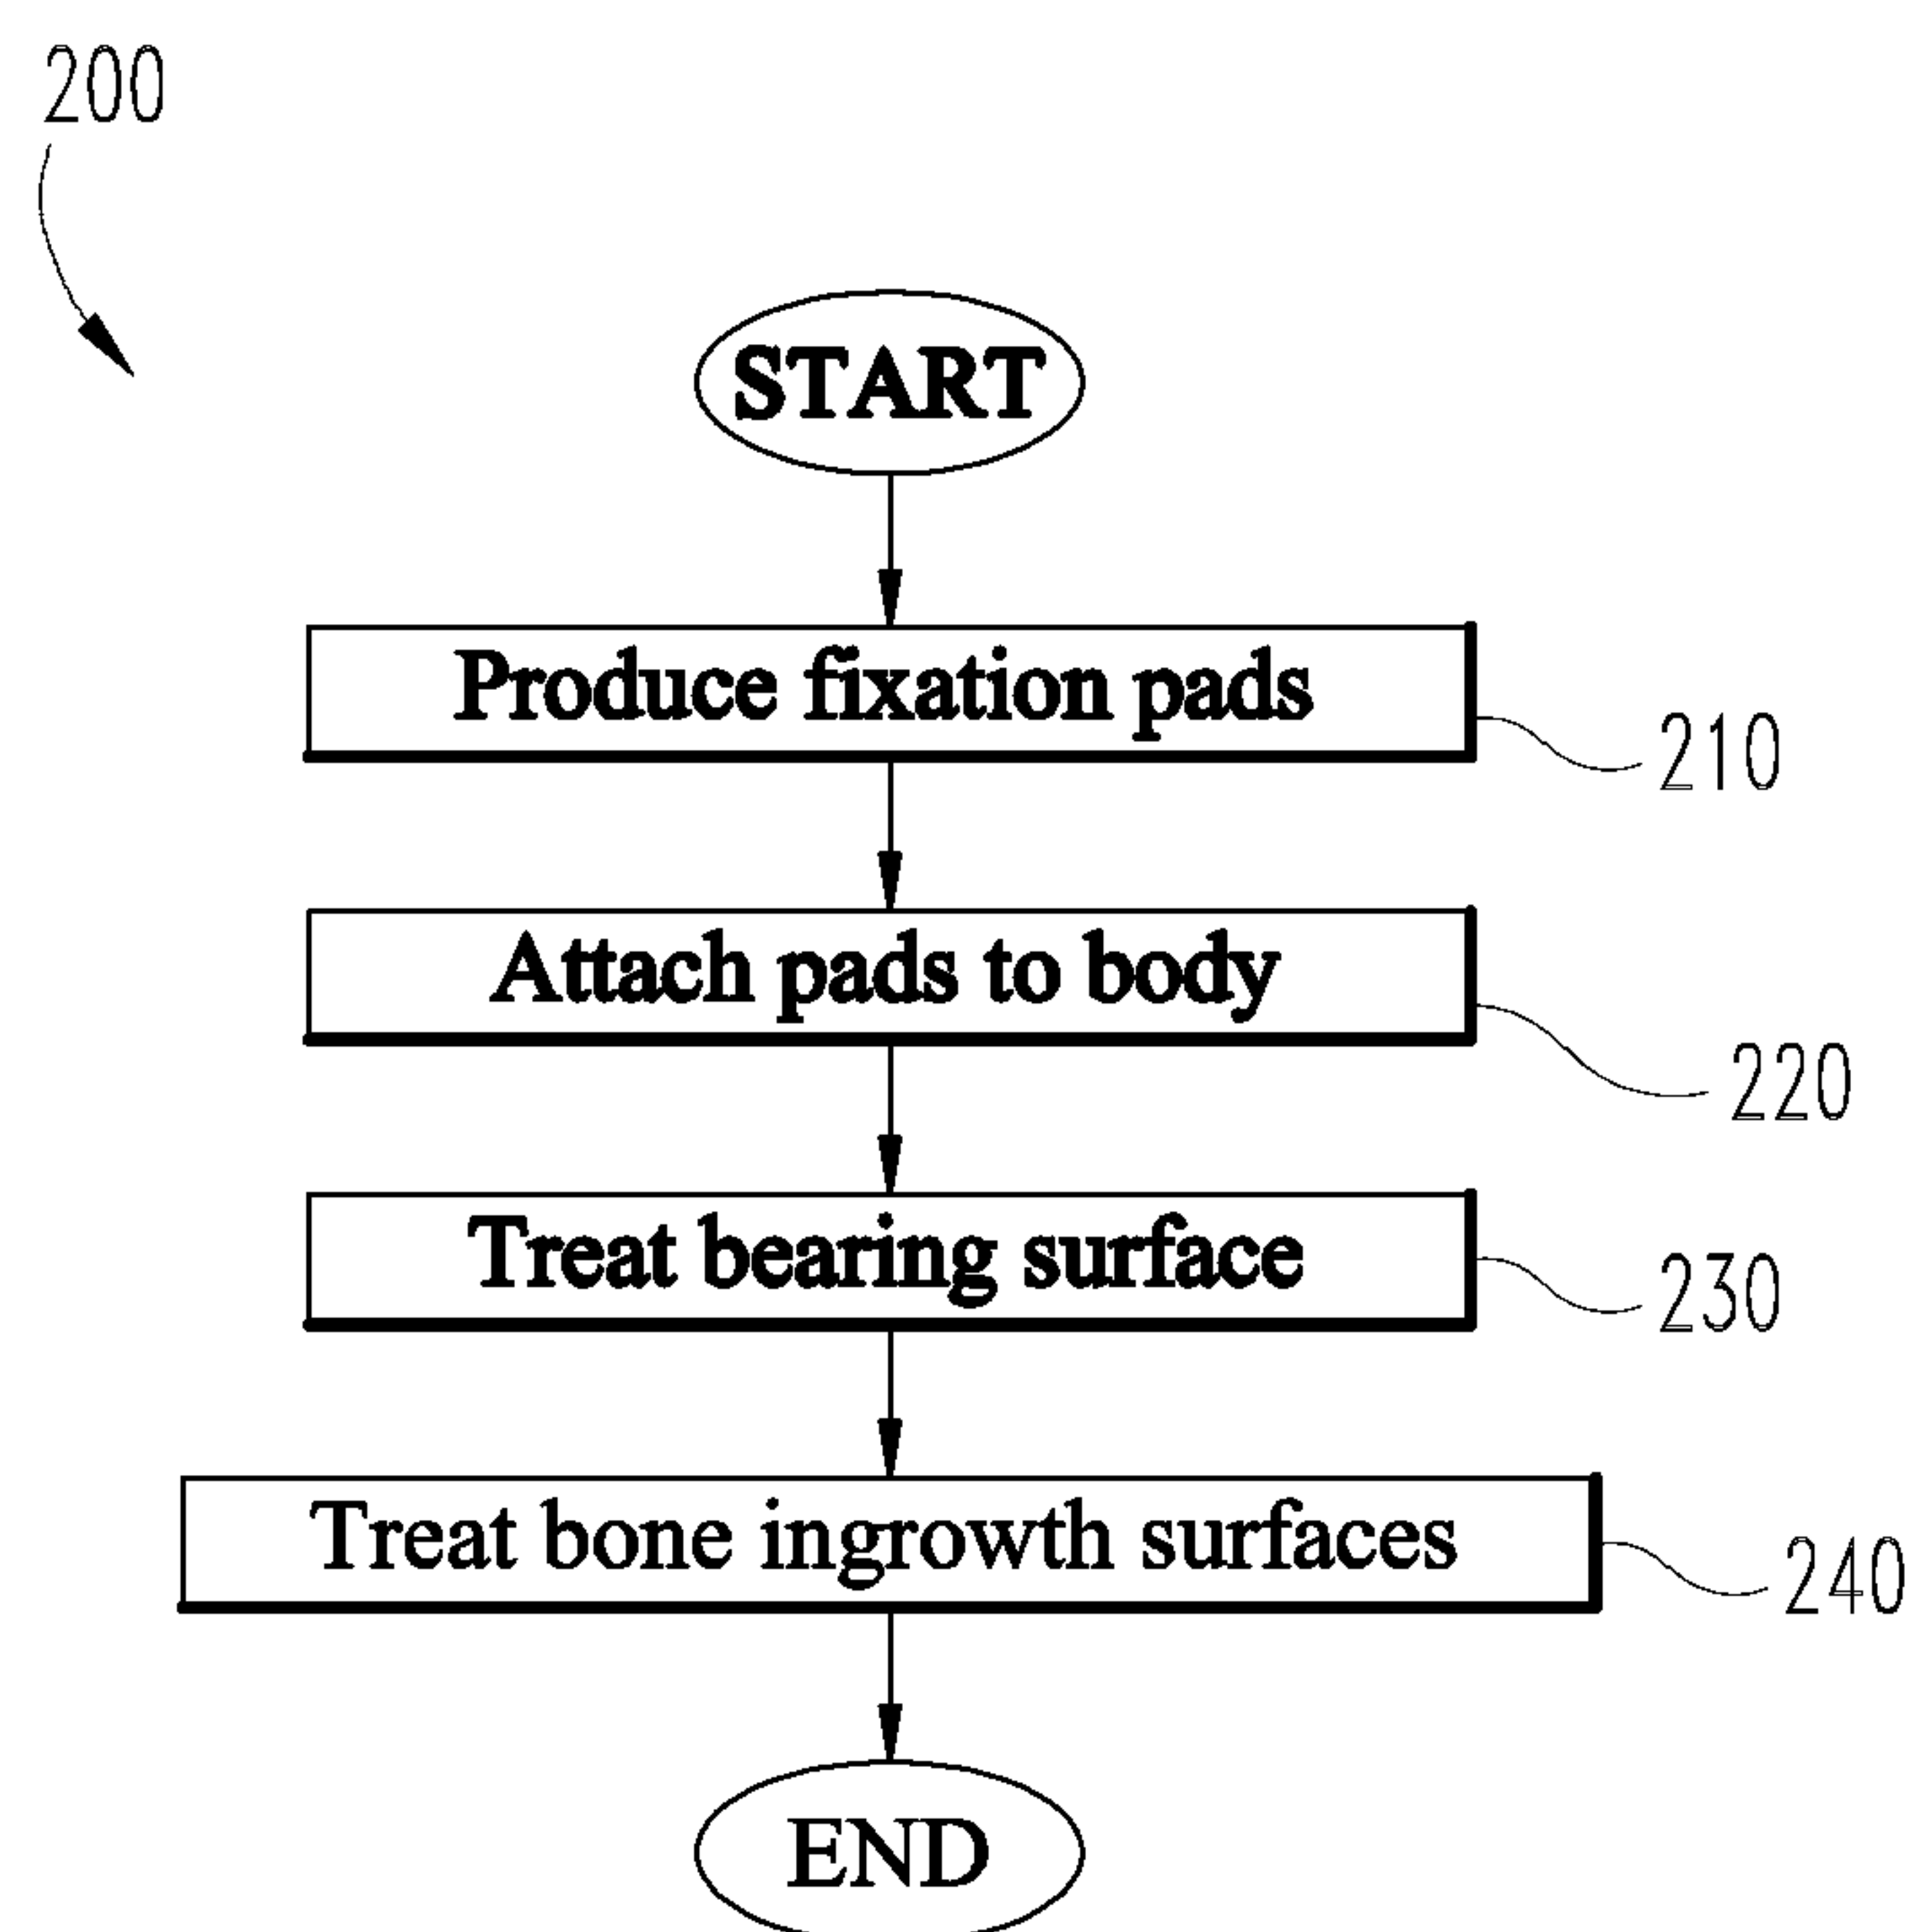 200
START
Produce fixation pads
210
Attach pads to body
220
Treat bearing surface
230
Treat bone ingrowth surfaces
240
END